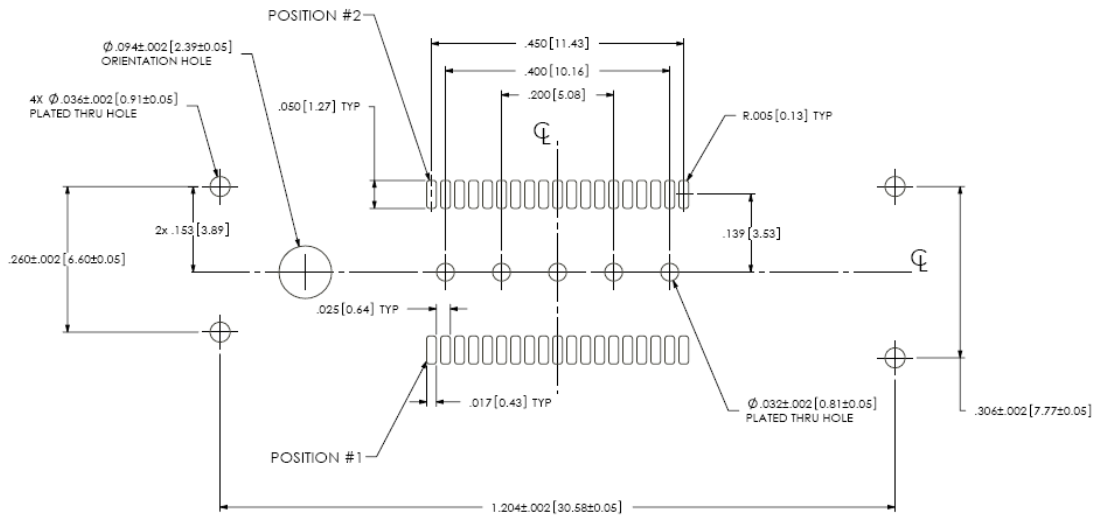 POSITION #2
Ø.094±.002[2.39±0.05]
ORIENTATION HOLE
.450[11.43]
.400[10.16]
4X Ø.036±.002[0.91±0.05]
PLATED THRU HOLE
.050[1.27] TYP
.200[5.08]
R.005[0.13] TYP
℄
2x .153[3.89]
.139[3.53]
.260±.002[6.60±0.05]
℄
.025[0.64] TYP
.017[0.43] TYP
Ø.032±.002[0.81±0.05]
PLATED THRU HOLE
.306±.002[7.77±0.05]
POSITION #1
1.204±.002[30.58±0.05]